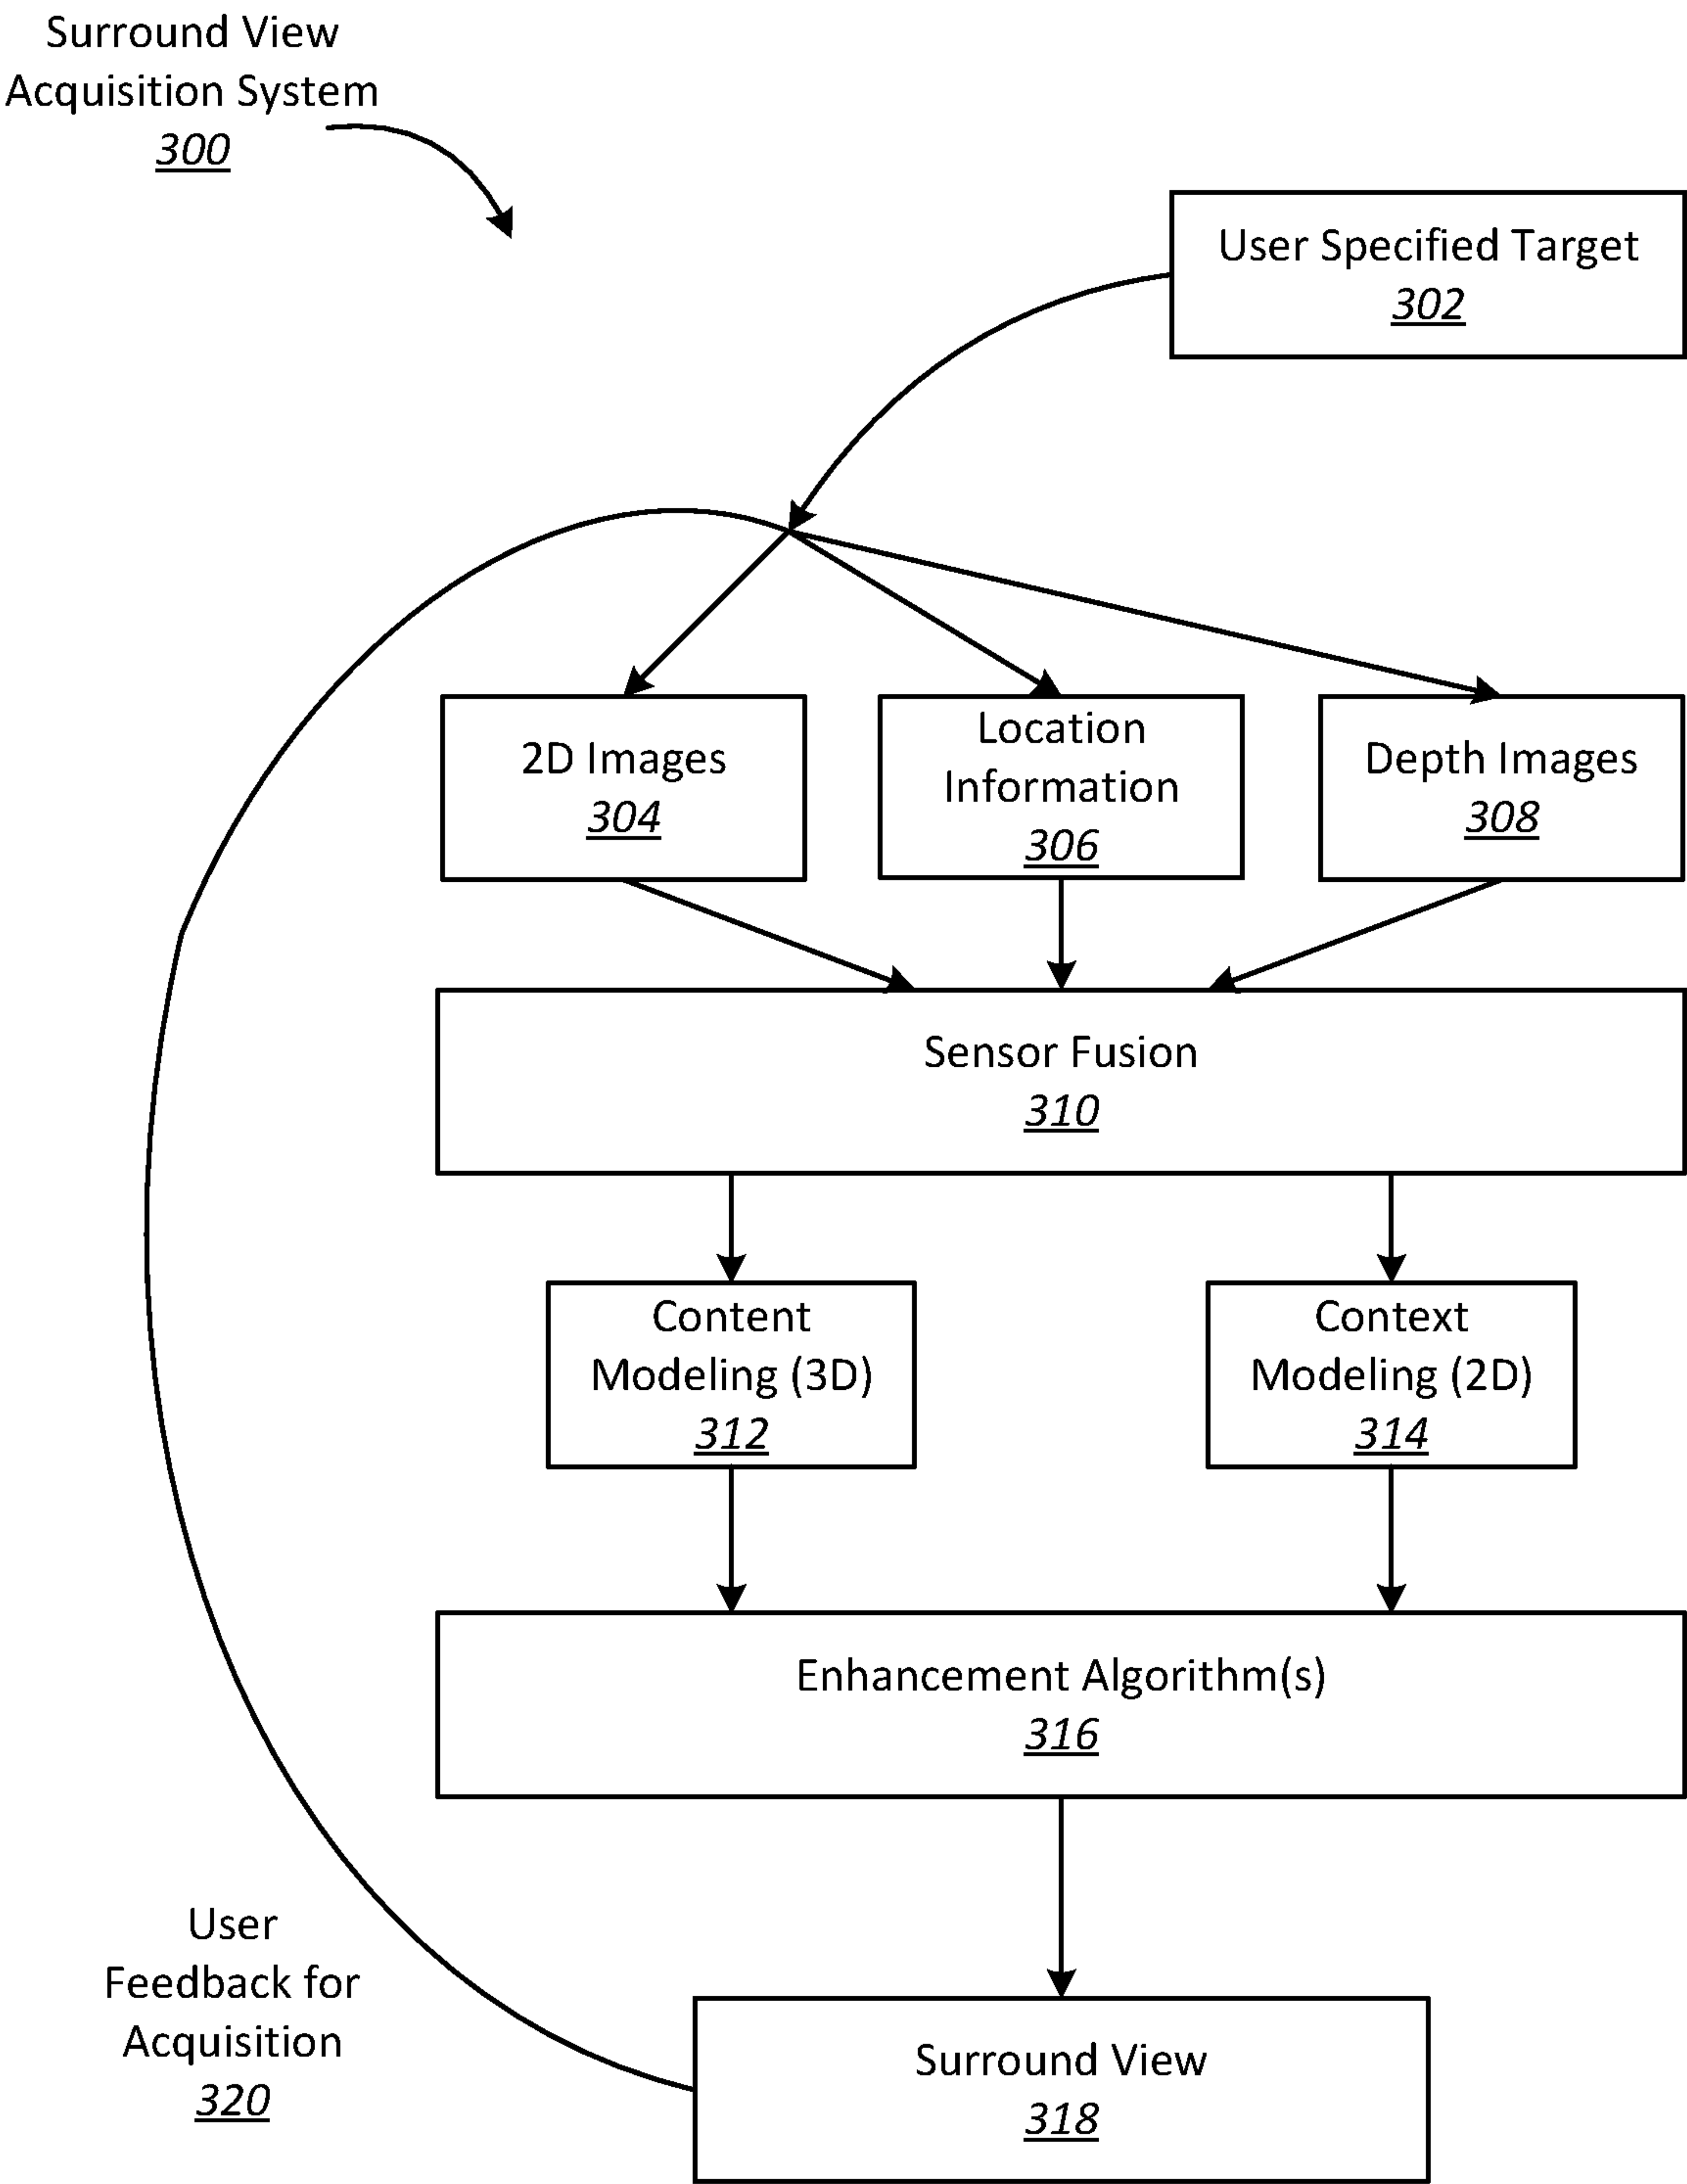 Surround View
Acquisition System
300
User Specified Target
302
2D Images
304
Location
Information
306
Depth Images
308
Sensor Fusion
310
Content
Modeling (3D)
312
Context
Modeling (2D)
314
Enhancement Algorithm(s)
316
User
Feedback for
Acquisition
320
Surround View
318